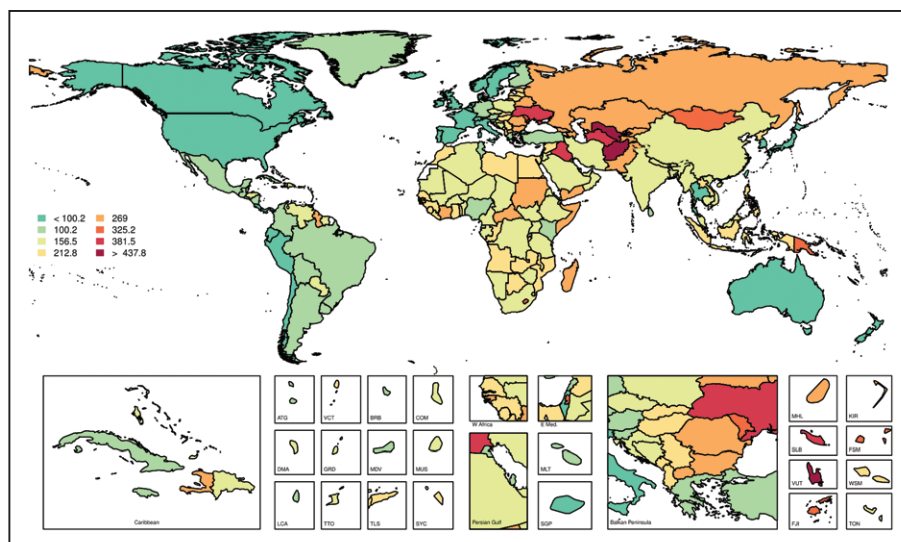 < 100.2 269
100.2 325.2
156.5 381.5
212.8 > 437.8
Caribbean
ATG VCT BRB COM
DMA GRD MDV MUS
LCA TTO TLS SYC
W Africa E Med.
Persian Gulf
MLT
SGP
Balkan Peninsula
MHL KIR
SLB FSM
VUT WSM
FJI TON